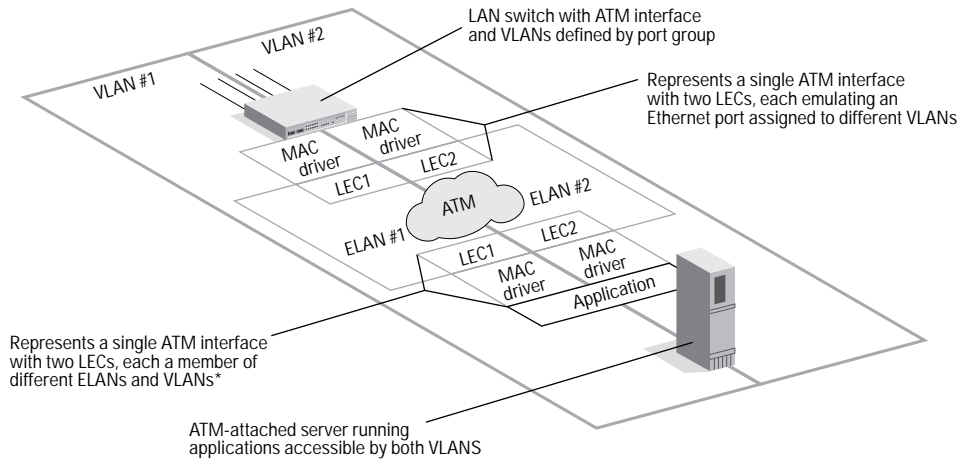 LAN switch with ATM interface
and VLANs defined by port group
VLAN #2
VLAN #1
Represents a single ATM interface
with two LECs, each emulating an
Ethernet port assigned to different VLANs
MAC
driver
MAC
driver
LEC1
LEC2
ATM
ELAN #2
ELAN #1
LEC1
LEC2
MAC
driver
MAC
driver
Application
Represents a single ATM interface
with two LECs, each a member of
different ELANs and VLANs*
ATM-attached server running
applications accessible by both VLANS